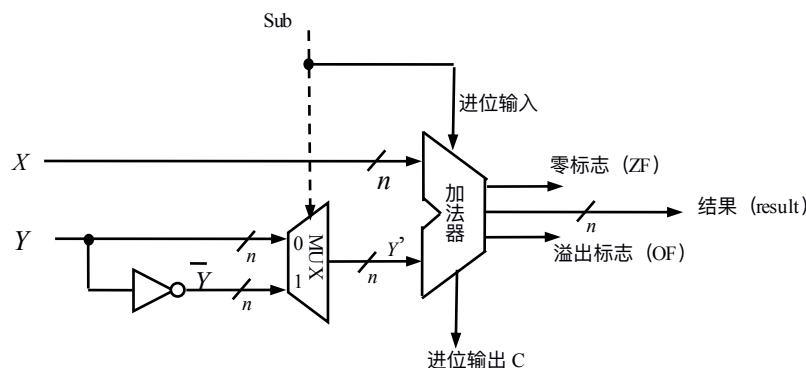 Sub
进位输入
X
n
加法器
零标志（ZF）
n
结果（result）
溢出标志（OF）
Y
n
0
MUX
1
Y’
n
Y
n
进位输出 C